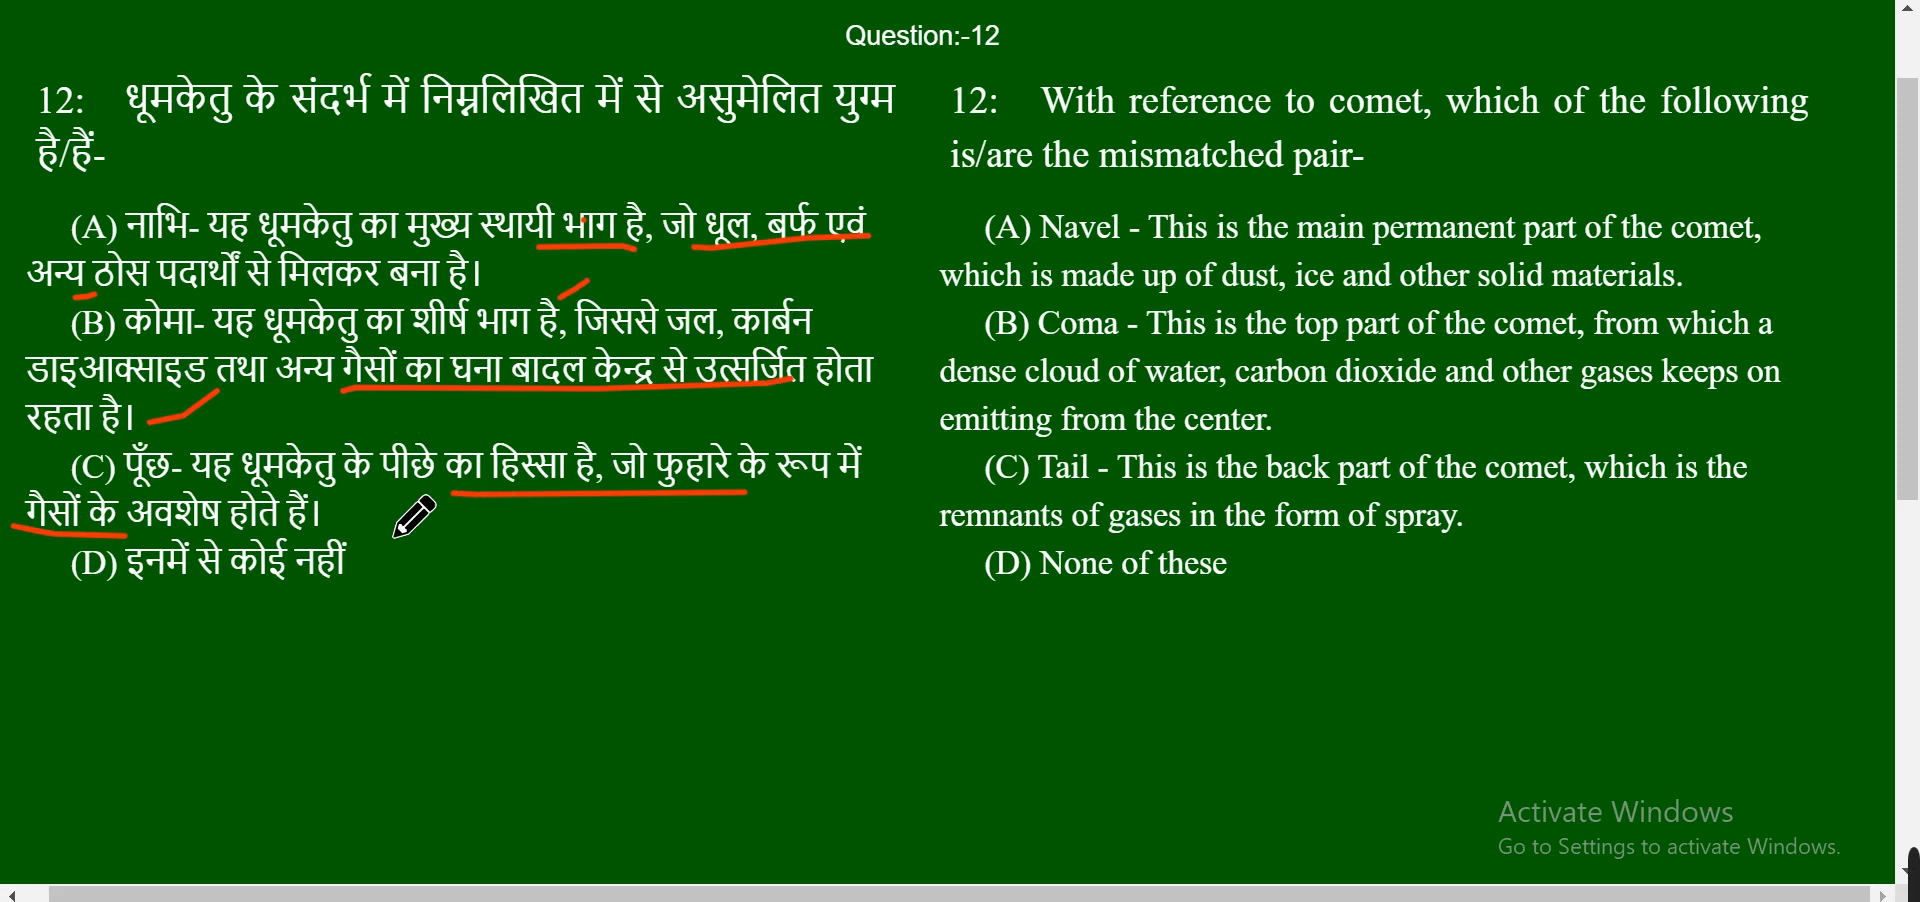 Question:-12
12: धूमकेतु के संदर्भ में निम्नलिखित में से असुमेलित युग्म
है/हैं-
(A) नाभि- यह धूमकेतु का मुख्य स्थायी भाग है, जो धूल, बर्फ एवं
अन्य ठोस पदार्थों से मिलकर बना है।
(B) कोमा- यह धूमकेतु का शीर्ष भाग है, जिससे जल, कार्बन
डाइआक्साइड तथा अन्य गैसों का घना बादल केन्द्र से उत्सर्जित होता
रहता है।
(C) पूँछ- यह धूमकेतु के पीछे का हिस्सा है, जो फुहारे के रूप में
गैसों के अवशेष होते हैं।
(D) इनमें से कोई नहीं
12: With reference to comet, which of the following
is/are the mismatched pair-
(A) Navel - This is the main permanent part of the comet,
which is made up of dust, ice and other solid materials.
(B) Coma - This is the top part of the comet, from which a
dense cloud of water, carbon dioxide and other gases keeps on
emitting from the center.
(C) Tail - This is the back part of the comet, which is the
remnants of gases in the form of spray.
(D) None of these
Activate Windows
Go to Settings to activate Windows.